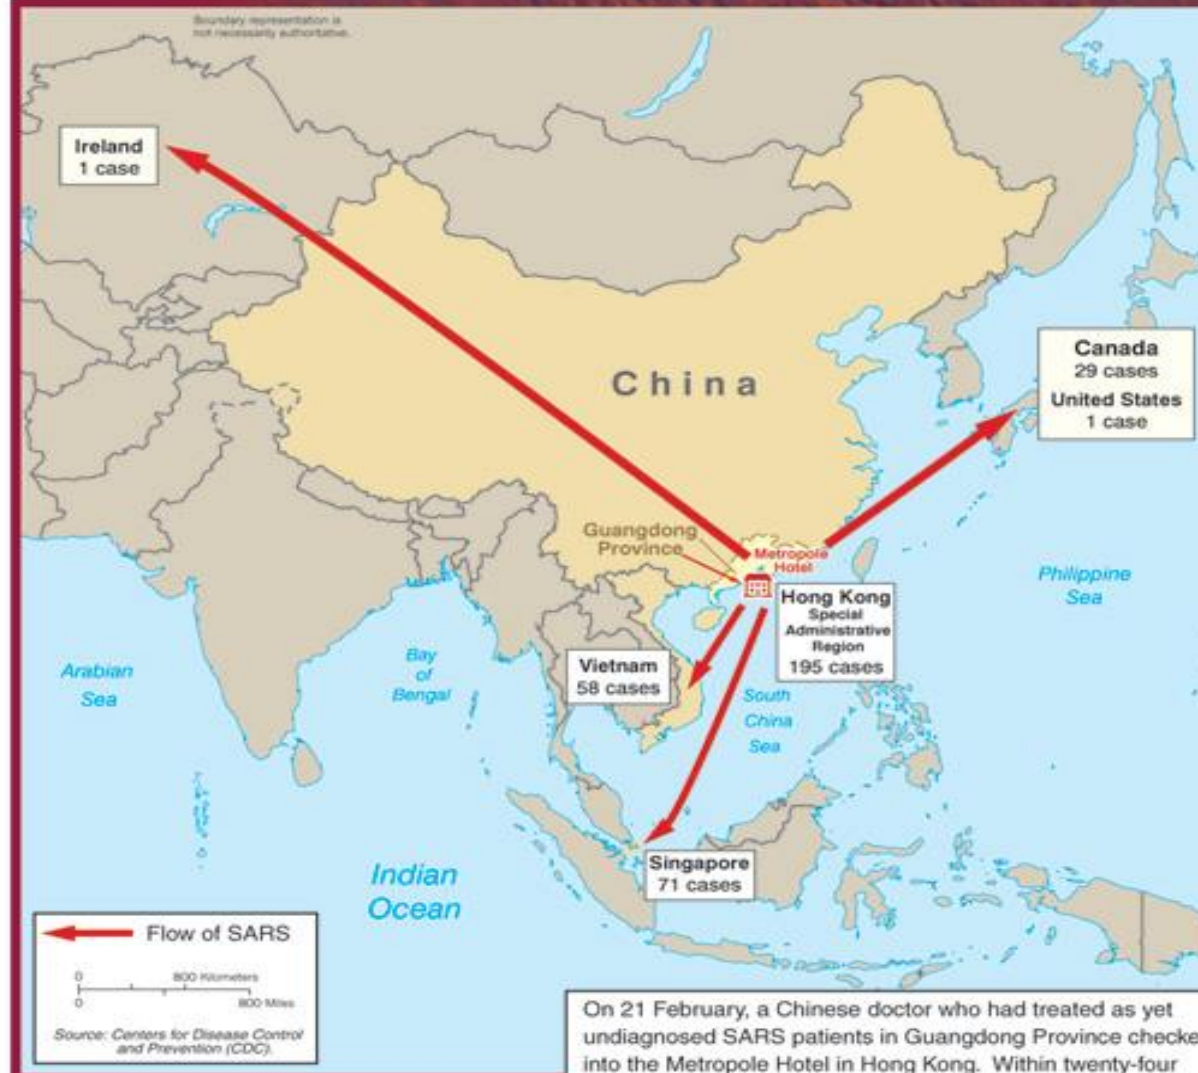 Boundary representation is
not necessarily authoritative.
Ireland
1 case
China
Canada
29 cases
United States
1 case
Guangdong
Province
Metropole
Hotel
Hong Kong
Special
Administrative
Region
195 cases
Philippine
Sea
Arabian
Sea
Bay
of
Bengal
Vietnam
58 cases
South
China
Sea
Indian
Ocean
Singapore
71 cases
Flow of SARS
0 800 Kilometers
0 800 Miles
Source: Centers for Disease Control
and Prevention (CDC).
On 21 February, a Chinese doctor who had treated as yet
undiagnosed SARS patients in Guangdong Province checke
into the Metropole Hotel in Hong Kong. Within twenty-four